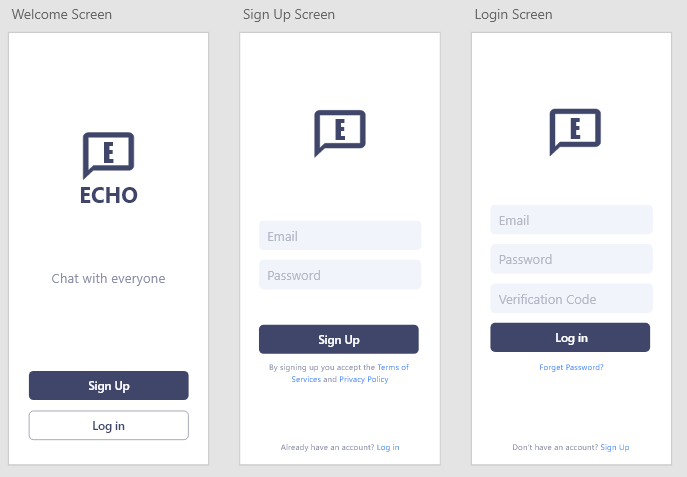 Welcome Screen
E
ECHO
Chat with everyone
Sign Up
Log in
Sign Up Screen
E
Email
Password
Sign Up
By signing up you accept the Terms of
Services and Privacy Policy
Already have an account? Log in
Login Screen
E
Email
Password
Verification Code
Log in
Forget Password?
Don't have an account? Sign Up